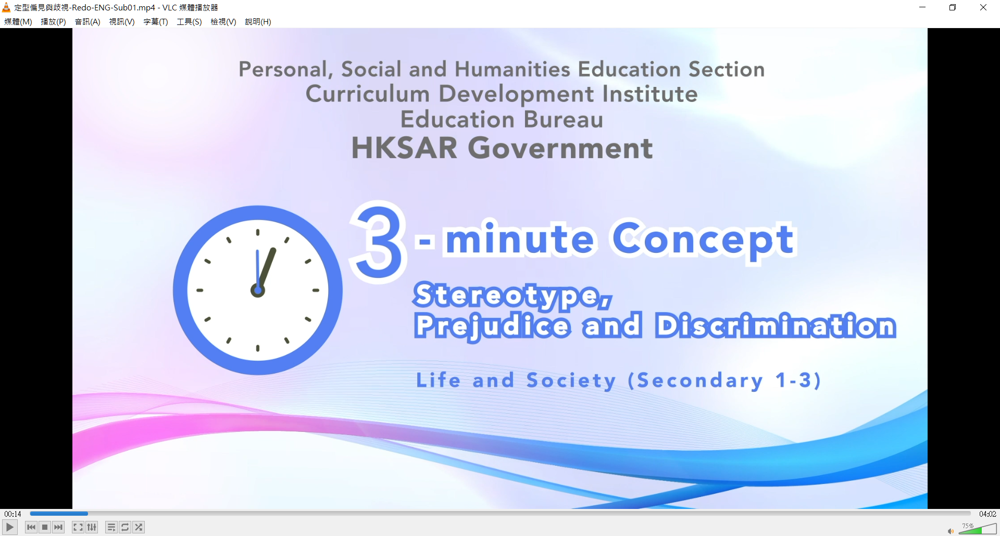 定型偏見與歧視-Redo-ENG-Sub01.mp4 - VLC 媒體播放器
媒體(M) 播放(P) 音訊(A) 視訊(V) 字幕(T) 工具(S) 檢視(V) 說明(H)
Personal, Social and Humanities Education Section
Curriculum Development Institute
Education Bureau
HKSAR Government
3-minute Concept
Stereotype,
Prejudice and Discrimination
Life and Society (Secondary 1-3)
00:14 04:02
75%